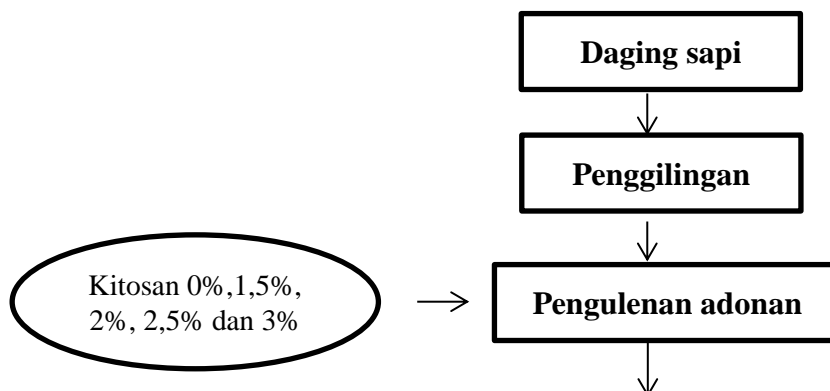 Daging sapi
Penggilingan
Kitosan 0%,1,5%,
2%, 2,5% dan 3%
Pengulenan adonan